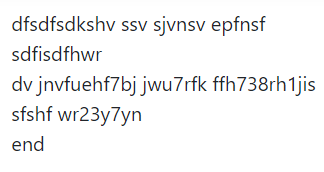 dfsdfsdkshv ssv sjvnsv epfnsf
sdfisdfhwr
dv jnvfuehf7bj jwu7rfk ffh738rh1jis
sfshf wr23y7yn
end